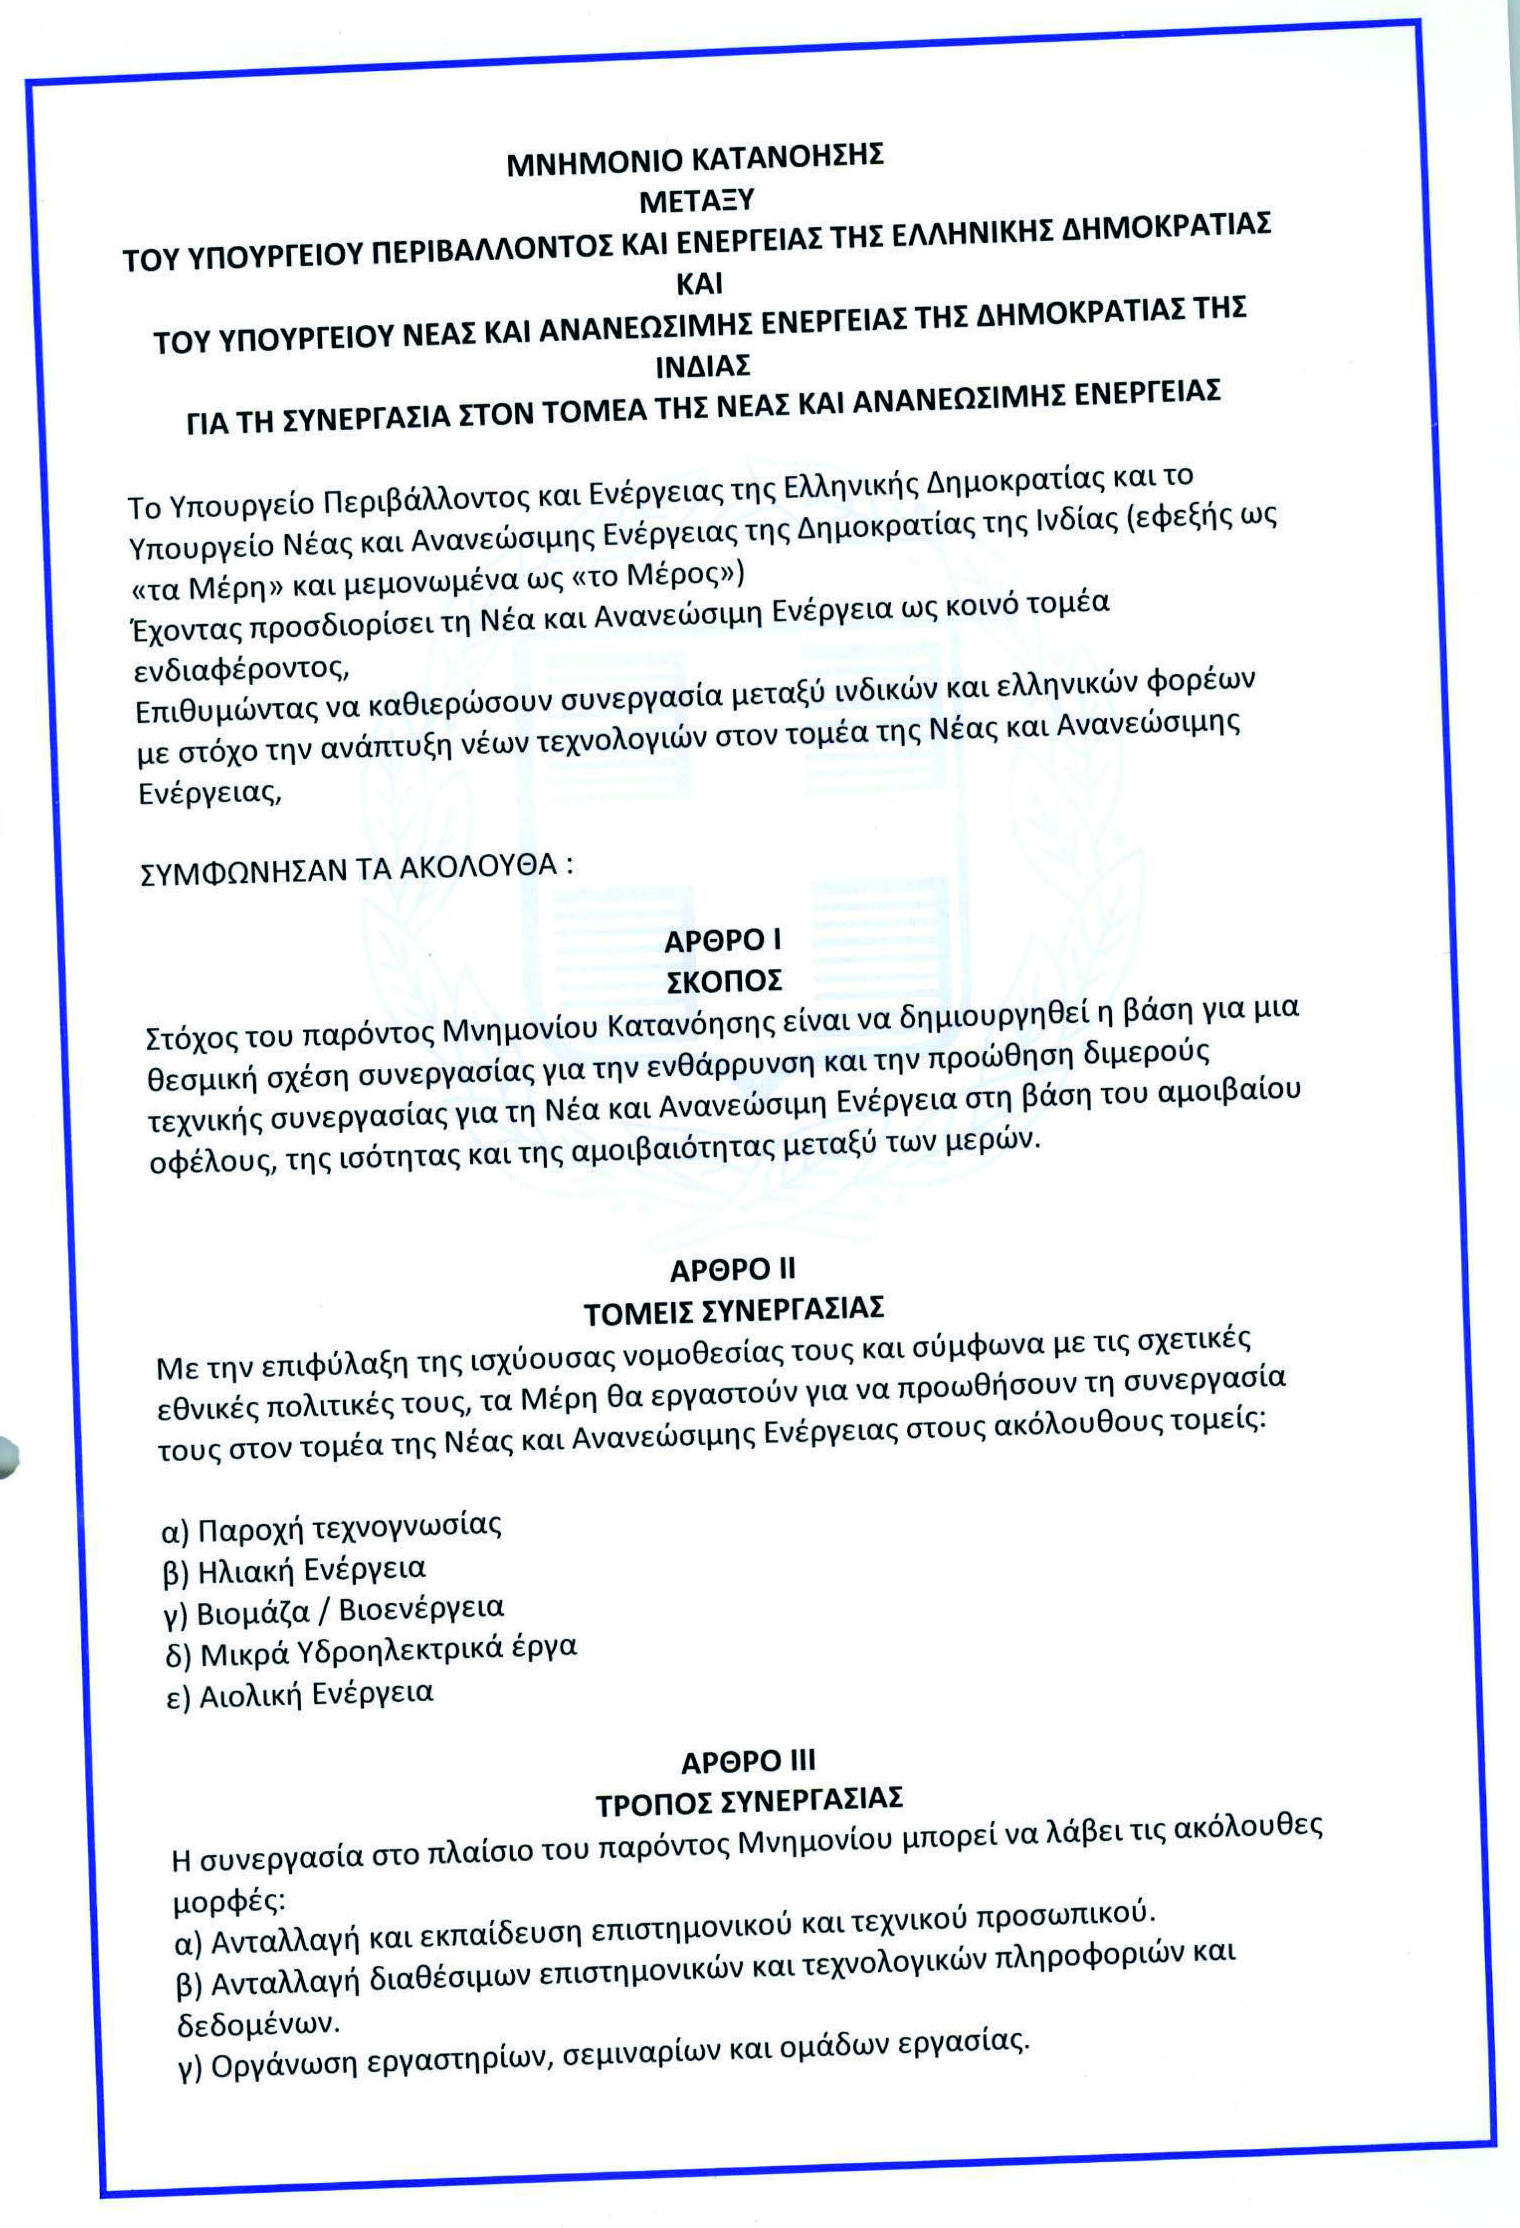 ΜΝΗΜΟΝΙΟ ΚΑΤΑΝΟΗΣΗΣ
ΜΕΤΑΞΥ
ΤΟΥ ΥΠΟΥΡΓΕΙΟΥ ΠΕΡΙΒΑΛΛΟΝΤΟΣ ΚΑΙ ΕΝΕΡΓΕΙΑΣ ΤΗΣ ΕΛΛΗΝΙΚΗΣ ΔΗΜΟΚΡΑΤΙΑΣ
ΚΑΙ
ΤΟΥ ΥΠΟΥΡΓΕΙΟΥ ΝΕΑΣ ΚΑΙ ΑΝΑΝΕΩΣΙΜΗΣ ΕΝΕΡΓΕΙΑΣ ΤΗΣ ΔΗΜΟΚΡΑΤΙΑΣ ΤΗΣ
ΙΝΔΙΑΣ
ΓΙΑ ΤΗ ΣΥΝΕΡΓΑΣΙΑ ΣΤΟΝ ΤΟΜΕΑ ΤΗΣ ΝΕΑΣ ΚΑΙ ΑΝΑΝΕΩΣΙΜΗΣ ΕΝΕΡΓΕΙΑΣ
Το Υπουργείο Περιβάλλοντος και Ενέργειας της Ελληνικής Δημοκρατίας και το
Υπουργείο Νέας και Ανανεώσιμης Ενέργειας της Δημοκρατίας της Ινδίας (εφεξής ως
«τα Μέρη» και μεμονωμένα ως «το Μέρος»)
Έχοντας προσδιορίσει τη Νέα και Ανανεώσιμη Ενέργεια ως κοινό τομέα
ενδιαφέροντος,
Επιθυμώντας να καθιερώσουν συνεργασία μεταξύ ινδικών και ελληνικών φορέων
με στόχο την ανάπτυξη νέων τεχνολογιών στον τομέα της Νέας και Ανανεώσιμης
Ενέργειας,
ΣΥΜΦΩΝΗΣΑΝ ΤΑ ΑΚΟΛΟΥΘΑ :
ΑΡΘΡΟ Ι
ΣΚΟΠΟΣ
Στόχος του παρόντος Μνημονίου Κατανόησης είναι να δημιουργηθεί η βάση για μια
θεσμική σχέση συνεργασίας για την ενθάρρυνση και την προώθηση διμερούς
τεχνικής συνεργασίας για τη Νέα και Ανανεώσιμη Ενέργεια στη βάση του αμοιβαίου
οφέλους, της ισότητας και της αμοιβαιότητας μεταξύ των μερών.
ΑΡΘΡΟ ΙΙ
ΤΟΜΕΙΣ ΣΥΝΕΡΓΑΣΙΑΣ
Με την επιφύλαξη της ισχύουσας νομοθεσίας τους και σύμφωνα με τις σχετικές
εθνικές πολιτικές τους, τα Μέρη θα εργαστούν για να προωθήσουν τη συνεργασία
τους στον τομέα της Νέας και Ανανεώσιμης Ενέργειας στους ακόλουθους τομείς:
α) Παροχή τεχνογνωσίας
β) Ηλιακή Ενέργεια
γ) Βιομάζα / Βιοενέργεια
δ) Μικρά Υδροηλεκτρικά έργα
ε) Αιολική Ενέργεια
ΑΡΘΡΟ ΙΙΙ
ΤΡΟΠΟΣ ΣΥΝΕΡΓΑΣΙΑΣ
Η συνεργασία στο πλαίσιο του παρόντος Μνημονίου μπορεί να λάβει τις ακόλουθες
μορφές:
α) Ανταλλαγή και εκπαίδευση επιστημονικού και τεχνικού προσωπικού.
β) Ανταλλαγή διαθέσιμων επιστημονικών και τεχνολογικών πληροφοριών και
δεδομένων.
γ) Οργάνωση εργαστηρίων, σεμιναρίων και ομάδων εργασίας.